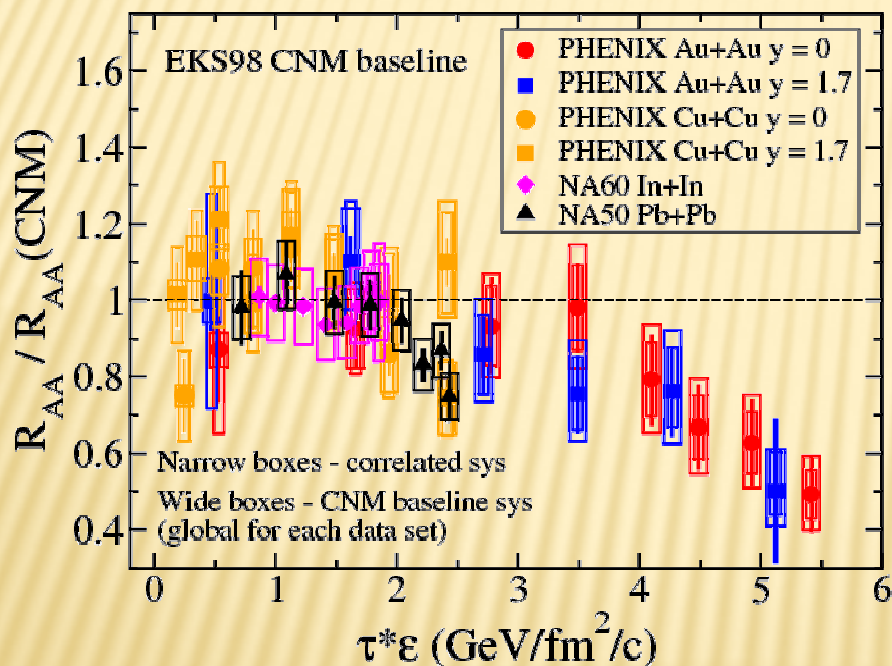 EKS98 CNM baseline
PHENIX Au+Au y = 0
PHENIX Au+Au y = 1.7
PHENIX Cu+Cu y = 0
PHENIX Cu+Cu y = 1.7
NA60 In+In
NA50 Pb+Pb
R_AA / R_AA(CNM)
1.6
1.4
1.2
1
0.8
0.6
0.4
Narrow boxes - correlated sys
Wide boxes - CNM baseline sys
(global for each data set)
0 1 2 3 4 5 6
τ*ε (GeV/fm²/c)